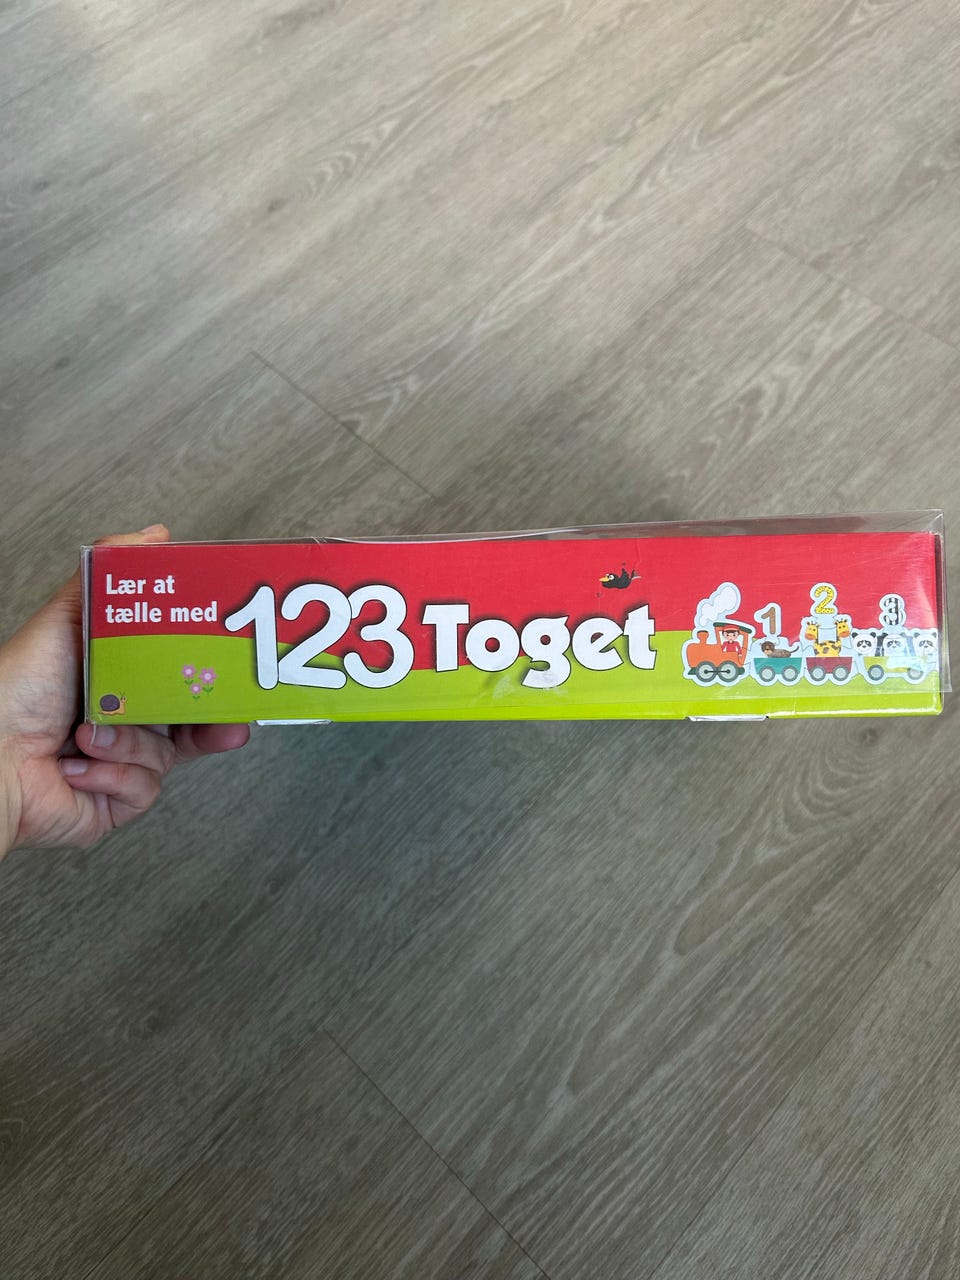 Lær at
tælle med
123 Toget
1
2
3